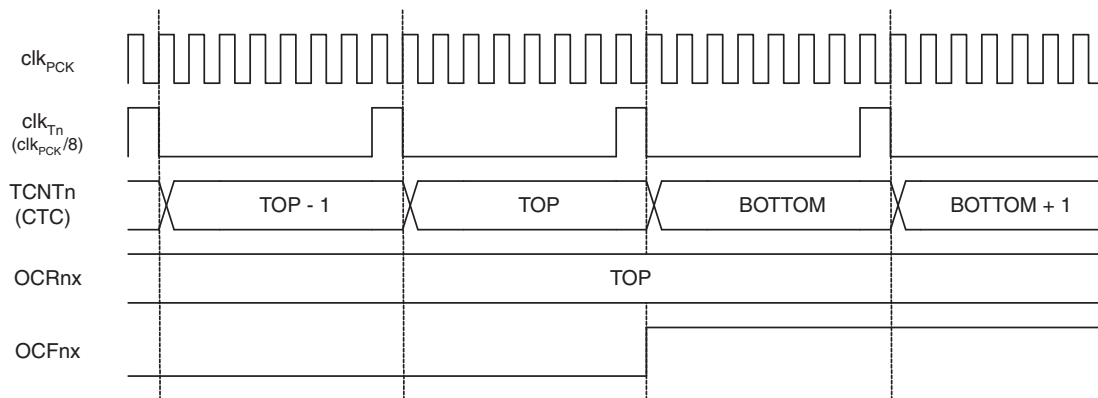 clkPCK
clkTn
(clkPCK/8)
TCNTn
(CTC)
TOP - 1
TOP
BOTTOM
BOTTOM + 1
OCRnx
TOP
OCFnx